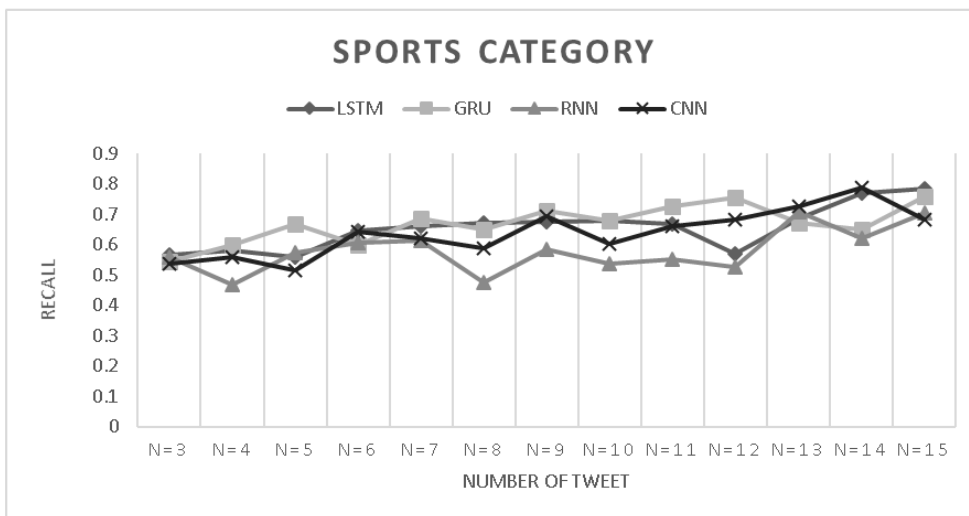 SPORTS CATEGORY
LSTM GRU RNN CNN
0.9
0.8
0.7
0.6
0.5
0.4
0.3
0.2
0.1
0
RECALL
N=3 N=4 N=5 N=6 N=7 N=8 N=9 N=10 N=11 N=12 N=13 N=14 N=15
NUMBER OF TWEET